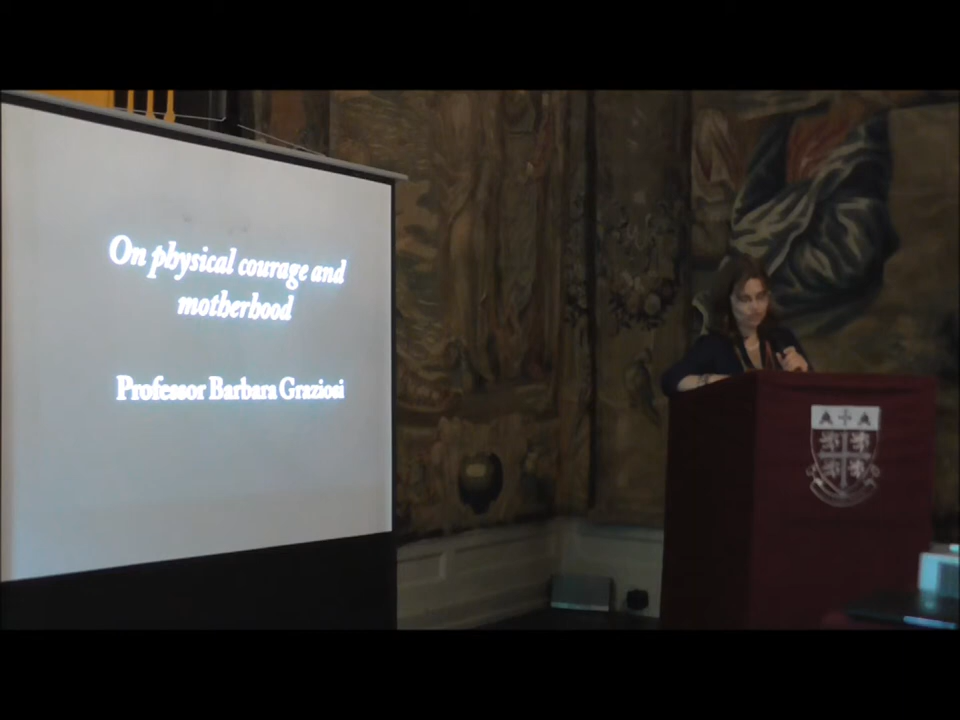 On physical courage and
motherhood
Professor Barbara Graziosi